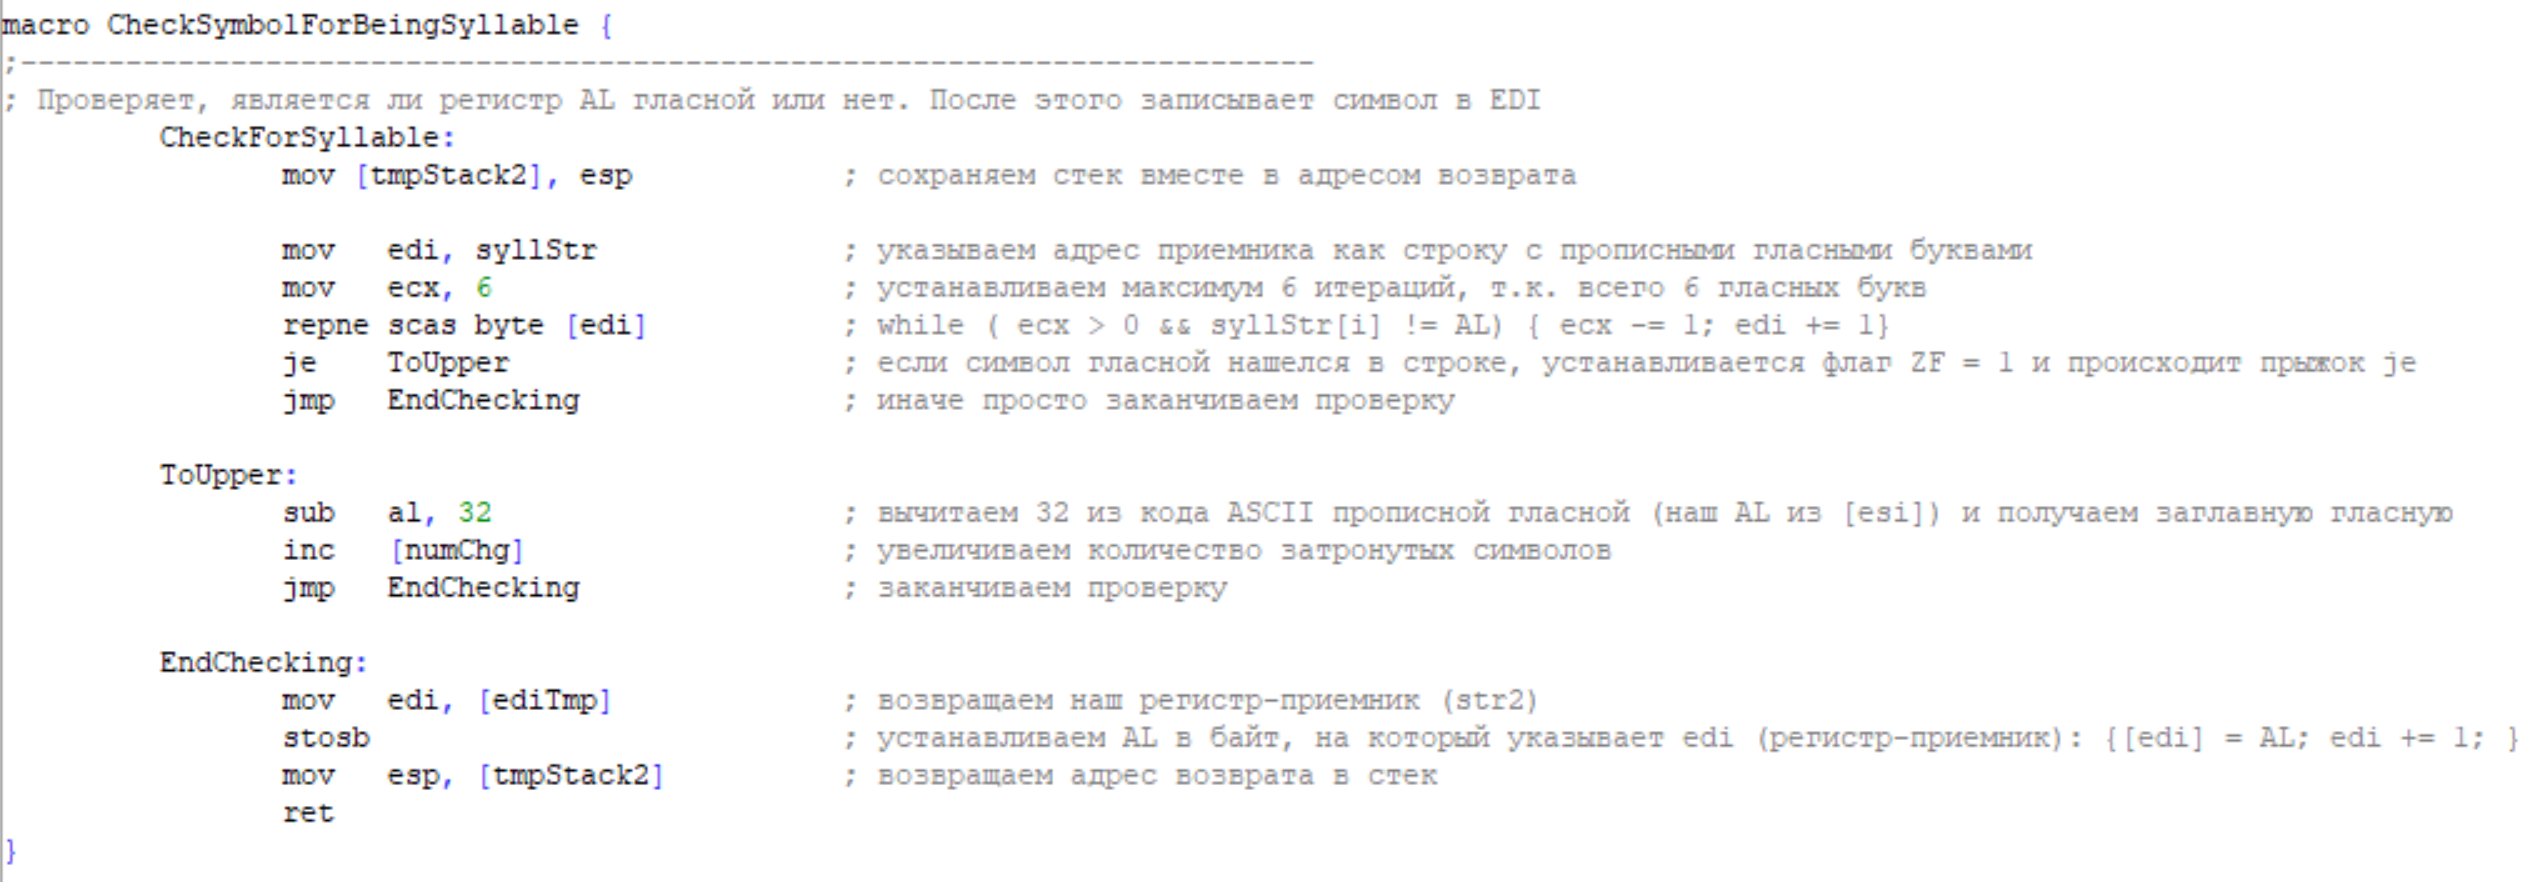 macro CheckSymbolForBeingSyllable {
;--------------------------------------------------------------------------
; Проверяет, является ли регистр AL гласной или нет. После этого записывает символ в EDI
CheckForSyllable:
mov [tmpStack2], esp ; сохраняем стек вместе в адресом возврата
mov edi, syllStr ; указываем адрес приемника как строку с прописными гласными буквами
mov ecx, 6 ; устанавливаем максимум 6 итераций, т.к. всего 6 гласных букв
repne scas byte [edi] ; while ( ecx > 0 && syllStr[i] != AL) { ecx -= 1; edi += 1}
je ToUpper ; если символ гласной нашелся в строке, устанавливается флаг ZF = 1 и происходит прыжок je
jmp EndChecking ; иначе просто заканчиваем проверку
ToUpper:
sub al, 32 ; вычитаем 32 из кода ASCII прописной гласной (наш AL из [esi]) и получаем заглавную гласную
inc [numChg] ; увеличиваем количество затронутых символов
jmp EndChecking ; заканчиваем проверку
EndChecking:
mov edi, [ediTmp] ; возвращаем наш регистр-приемник (str2)
stosb ; устанавливаем AL в байт, на который указывает edi (регистр-приемник): {[edi] = AL; edi += 1; }
mov esp, [tmpStack2] ; возвращаем адрес возврата в стек
ret
}